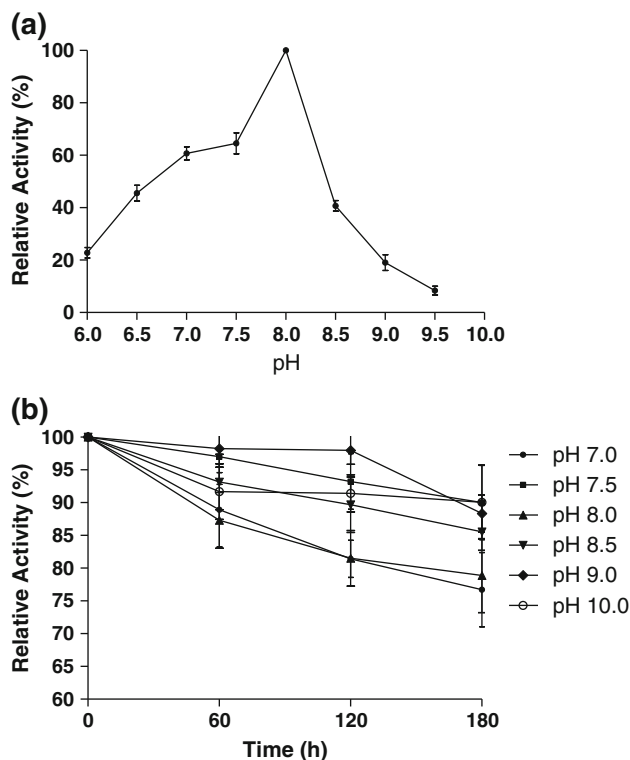 (a)
Relative Activity (%)
100
80
60
40
20
0
6.0 6.5 7.0 7.5 8.0 8.5 9.0 9.5 10.0
pH
(b)
Relative Activity (%)
100
95
90
85
80
75
70
65
60
0 60 120 180
Time (h)
pH 7.0
pH 7.5
pH 8.0
pH 8.5
pH 9.0
pH 10.0